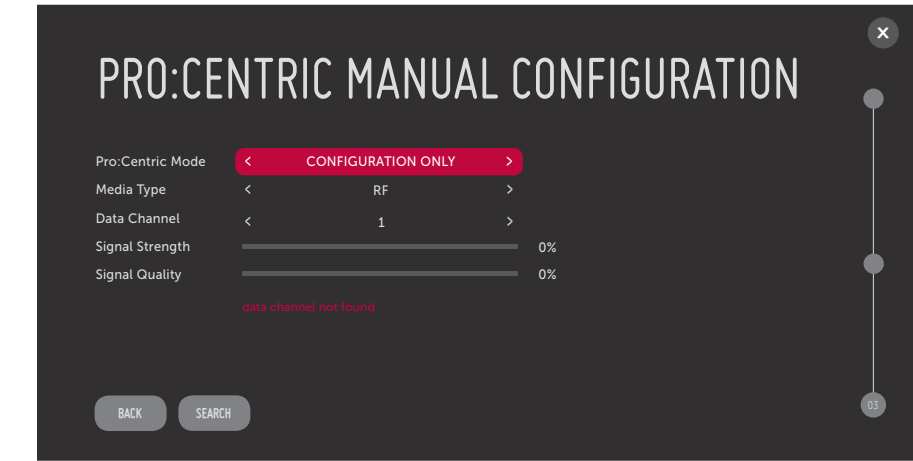 X
PRO:CENTRIC MANUAL CONFIGURATION
Pro:Centric Mode < CONFIGURATION ONLY >
Media Type < RF >
Data Channel < 1 >
Signal Strength 0%
Signal Quality 0%
data channel not found
BACK SEARCH
03